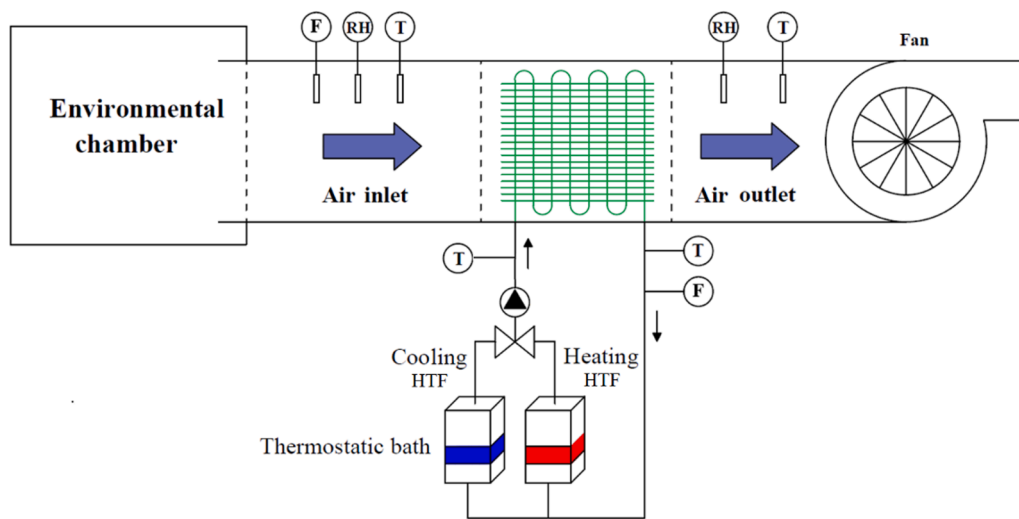 F RH T RH T
Fan
Environmental
chamber
Air inlet
Air outlet
T T
F
Cooling
HTF
Heating
HTF
Thermostatic bath